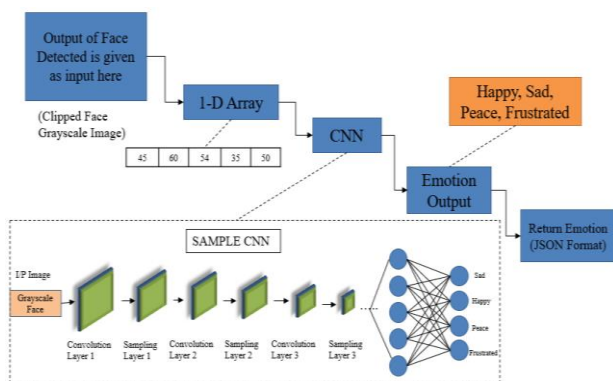 Output of Face
Detected is given
as input here
(Clipped Face
Grayscale Image)
1-D Array
45 60 54 35 50
CNN
Happy, Sad,
Peace, Frustrated
Emotion
Output
Return Emotion
(JSON Format)
SAMPLE CNN
I/P Image
Grayscale
Face
Convolution
Layer 1
Sampling
Layer 1
Convolution
Layer 2
Sampling
Layer 2
Convolution
Layer 3
Sampling
Layer 3
Sad
Happy
Peace
Frustrated